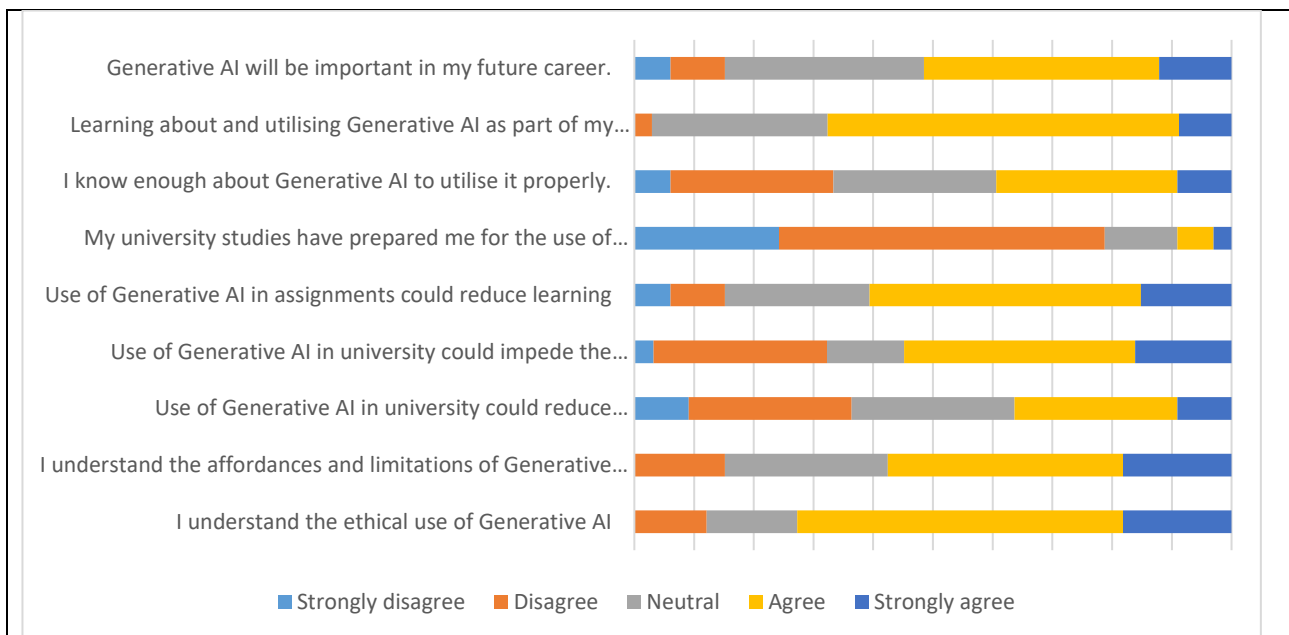 Generative AI will be important in my future career.
Learning about and utilising Generative AI as part of my...
I know enough about Generative AI to utilise it properly.
My university studies have prepared me for the use of...
Use of Generative AI in assignments could reduce learning
Use of Generative AI in university could impede the...
Use of Generative AI in university could reduce...
I understand the affordances and limitations of Generative...
I understand the ethical use of Generative AI
Strongly disagree Disagree Neutral Agree Strongly agree